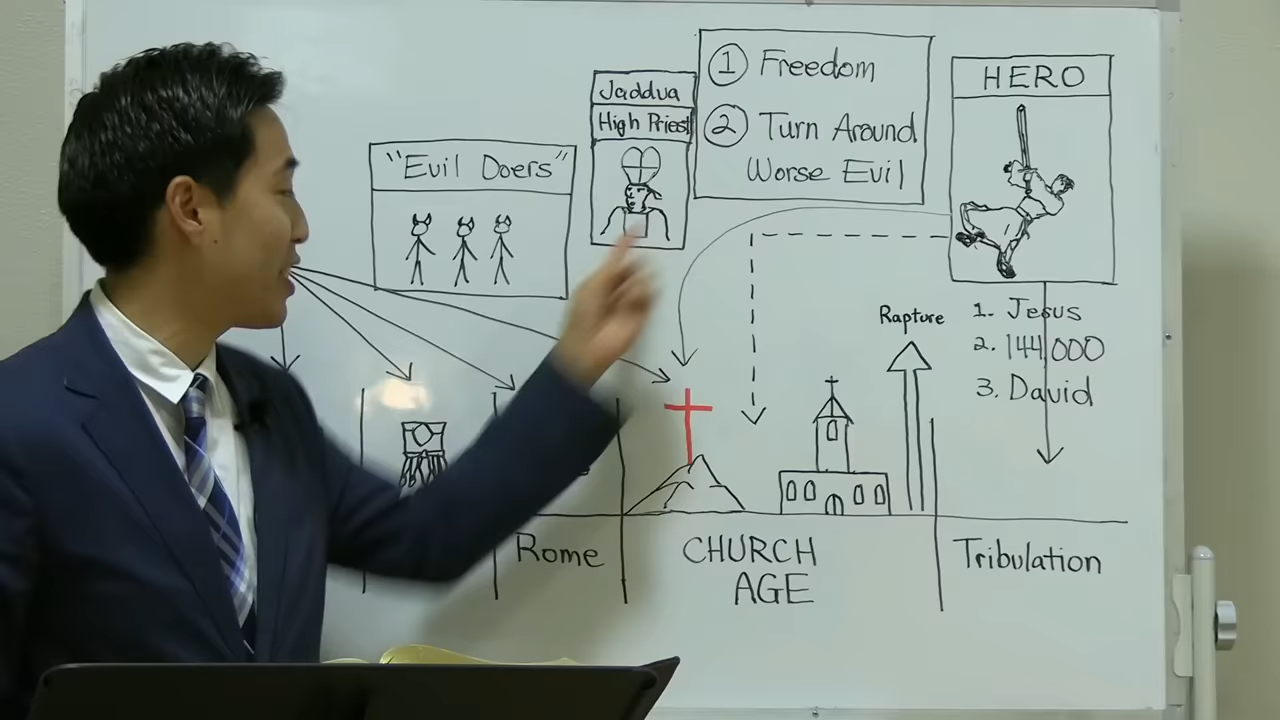 "Evil Doers"
Jaddua
High Priest
1 Freedom
2 Turn Around
Worse Evil
HERO
Rapture
1. Jesus
2. 144,000
3. David
Rome
CHURCH
AGE
Tribulation